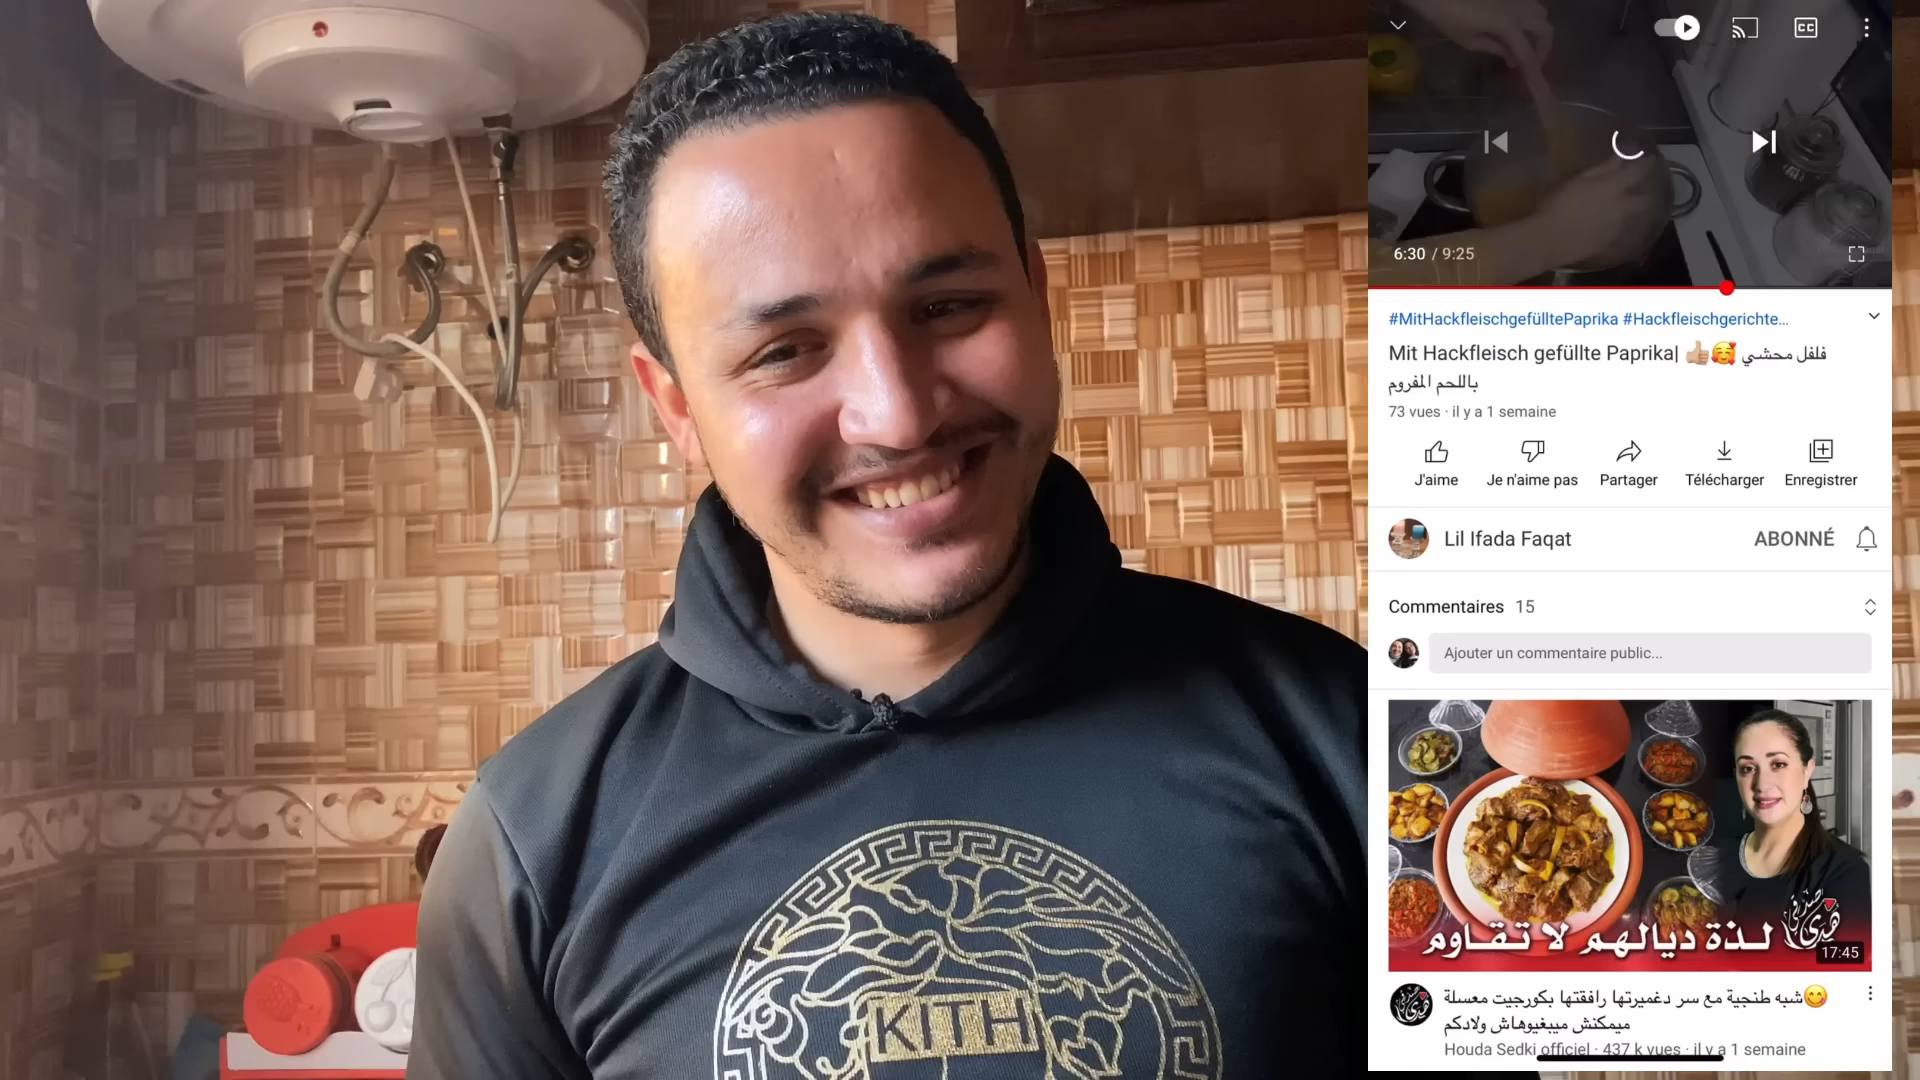 KITH
CC
6:30 / 9:25
#MitHackfleischgefülltePaprika #Hackfleischgerichte...
Mit Hackfleisch gefüllte Paprika| 👍🏼🥰 فلفل محشي
باللحم المفروم
73 vues · il y a 1 semaine
J'aime
Je n'aime pas
Partager
Télécharger
Enregistrer
Lil Ifada Faqat
ABONNÉ
Commentaires 15
Ajouter un commentaire public...
لذة ديالهم لا تقاوم
هدى صدقي
17:45
😋شبه طنجية مع سر دغميرتها رافقتها بكورجيت معسلة
ميمكنش ميبغيوهاش ولادكم
Houda Sedki officiel · 437 k vues · il y a 1 semaine